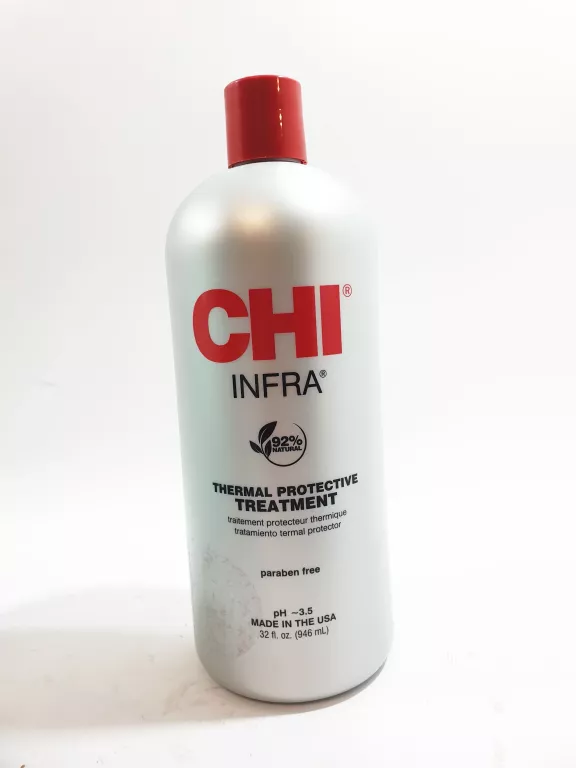 CHI®
INFRA®
92%
NATURAL
THERMAL PROTECTIVE
TREATMENT
traitement protecteur thermique
tratamiento termal protector
paraben free
pH ~3.5
MADE IN THE USA
32 fl. oz. (946 mL)